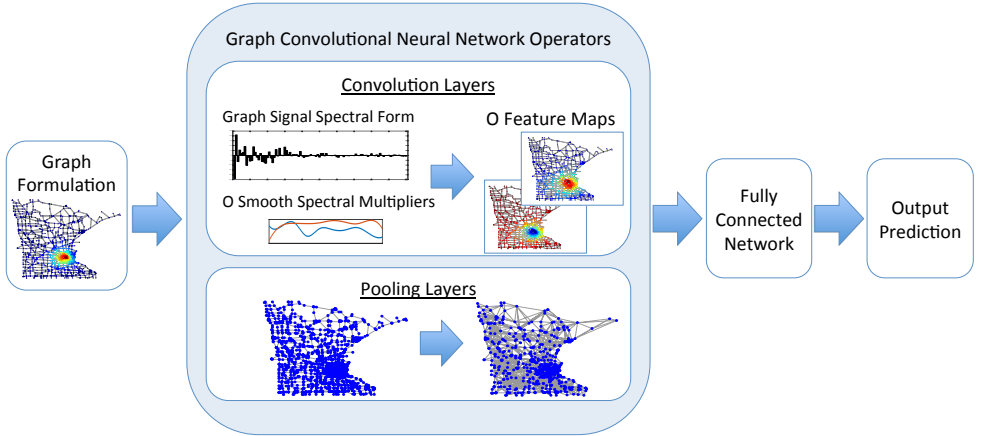 Graph Convolutional Neural Network Operators
Convolution Layers
Graph Signal Spectral Form
O Feature Maps
O Smooth Spectral Multipliers
Graph
Formulation
Fully
Connected
Network
Output
Prediction
Pooling Layers